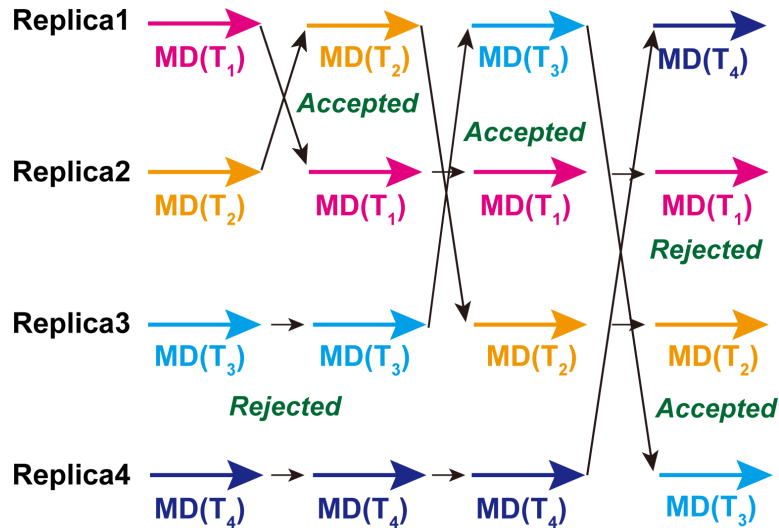 Replica1
MD(T₁) MD(T₂) MD(T₃) MD(T₄)
Accepted Accepted
Replica2
MD(T₂) MD(T₁) MD(T₁) MD(T₁)
Rejected
Replica3
MD(T₃) MD(T₃) MD(T₂) MD(T₂)
Rejected Accepted
Replica4
MD(T₄) MD(T₄) MD(T₄) MD(T₃)